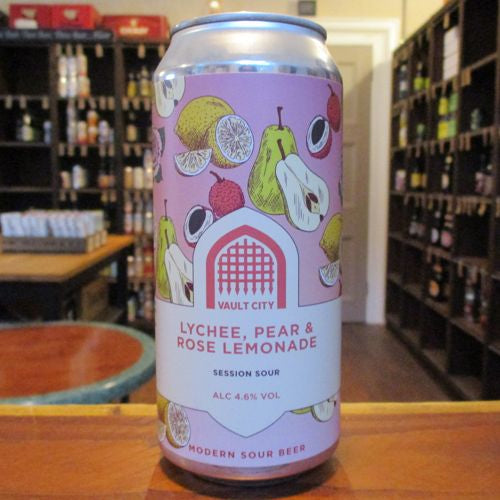 VAULT CITY
LYCHEE, PEAR &
ROSE LEMONADE
SESSION SOUR
ALC 4.6% VOL
MODERN SOUR BEER